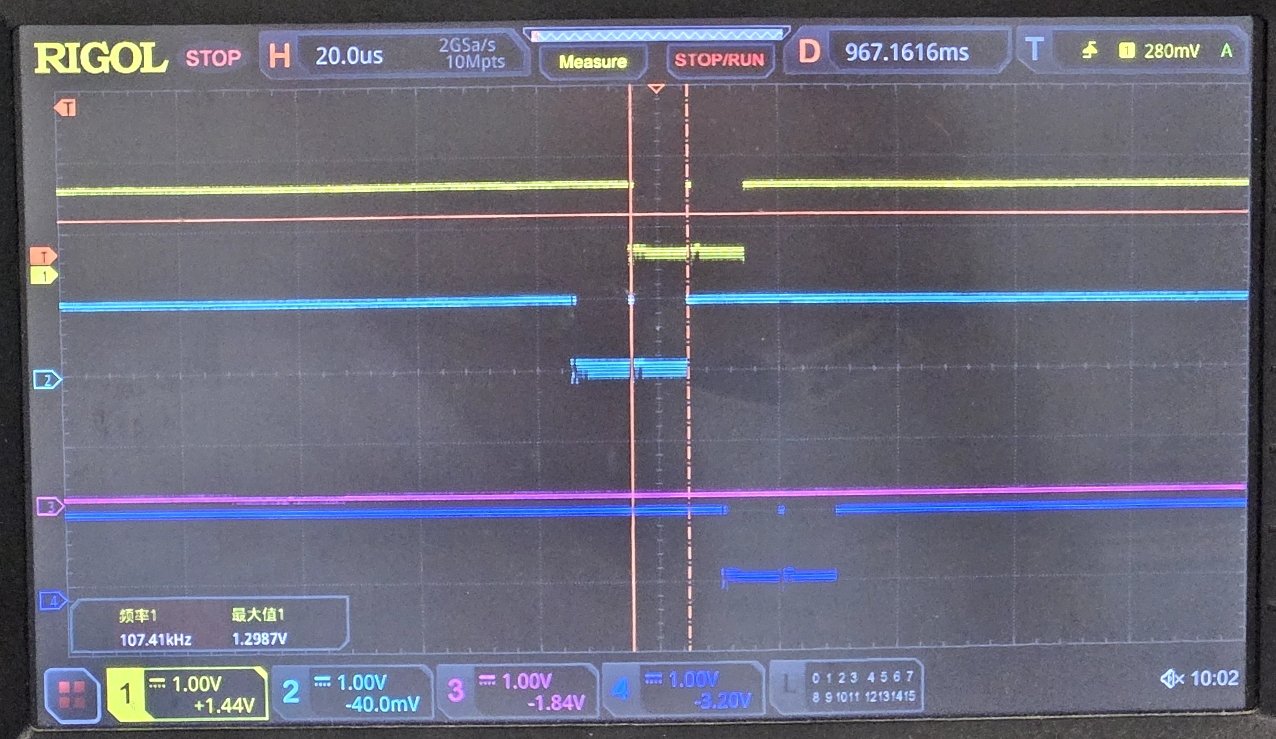 RIGOL STOP H 20.0us 2GSa/s 10Mpts Measure STOP/RUN D 967.1616ms T 1 280mV A
T
T
1
2
3
4
频率1 最大值1
107.41kHz 1.2987V
1 1.00V +1.44V 2 1.00V -40.0mV 3 1.00V -1.84V 4 1.00V -3.20V L 0 1 2 3 4 5 6 7
8 9 10 11 12 13 14 15
10:02